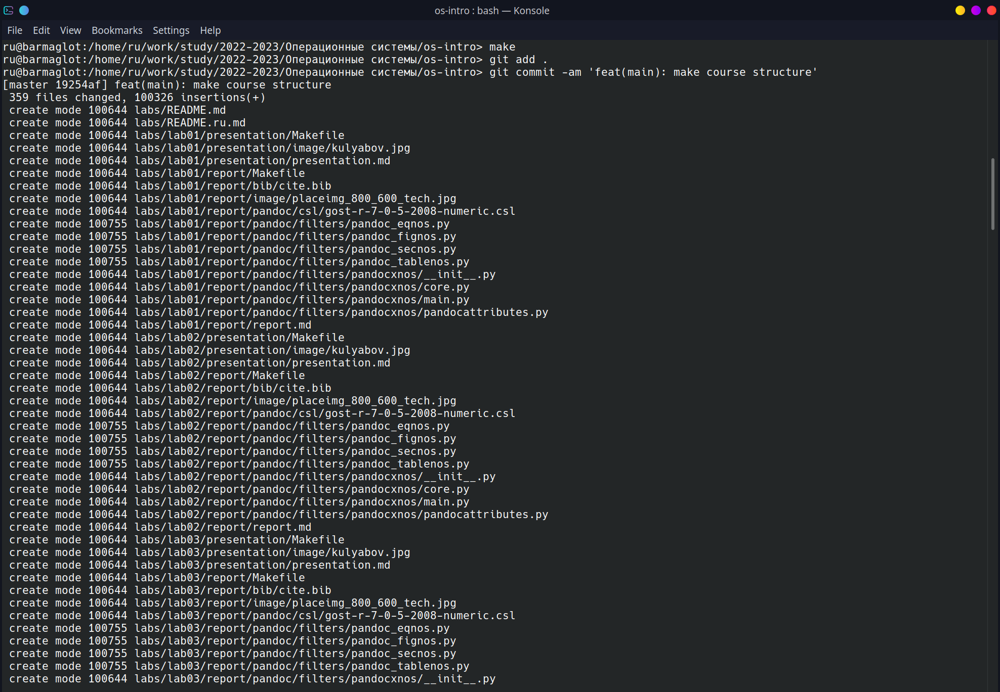 os-intro : bash — Konsole
File Edit View Bookmarks Settings Help
ru@barmaglot:/home/ru/work/study/2022-2023/Операционные системы/os-intro> make
ru@barmaglot:/home/ru/work/study/2022-2023/Операционные системы/os-intro> git add .
ru@barmaglot:/home/ru/work/study/2022-2023/Операционные системы/os-intro> git commit -am 'feat(main): make course structure'
[master 19254af] feat(main): make course structure
 359 files changed, 100326 insertions(+)
 create mode 100644 labs/README.md
 create mode 100644 labs/README.ru.md
 create mode 100644 labs/lab01/presentation/Makefile
 create mode 100644 labs/lab01/presentation/image/kulyabov.jpg
 create mode 100644 labs/lab01/presentation/presentation.md
 create mode 100644 labs/lab01/report/Makefile
 create mode 100644 labs/lab01/report/bib/cite.bib
 create mode 100644 labs/lab01/report/image/placeimg_800_600_tech.jpg
 create mode 100644 labs/lab01/report/pandoc/csl/gost-r-7-0-5-2008-numeric.csl
 create mode 100755 labs/lab01/report/pandoc/filters/pandoc_eqnos.py
 create mode 100755 labs/lab01/report/pandoc/filters/pandoc_fignos.py
 create mode 100755 labs/lab01/report/pandoc/filters/pandoc_secnos.py
 create mode 100755 labs/lab01/report/pandoc/filters/pandoc_tablenos.py
 create mode 100644 labs/lab01/report/pandoc/filters/pandocxnos/__init__.py
 create mode 100644 labs/lab01/report/pandoc/filters/pandocxnos/core.py
 create mode 100644 labs/lab01/report/pandoc/filters/pandocxnos/main.py
 create mode 100644 labs/lab01/report/pandoc/filters/pandocxnos/pandocattributes.py
 create mode 100644 labs/lab01/report/report.md
 create mode 100644 labs/lab02/presentation/Makefile
 create mode 100644 labs/lab02/presentation/image/kulyabov.jpg
 create mode 100644 labs/lab02/presentation/presentation.md
 create mode 100644 labs/lab02/report/Makefile
 create mode 100644 labs/lab02/report/bib/cite.bib
 create mode 100644 labs/lab02/report/image/placeimg_800_600_tech.jpg
 create mode 100644 labs/lab02/report/pandoc/csl/gost-r-7-0-5-2008-numeric.csl
 create mode 100755 labs/lab02/report/pandoc/filters/pandoc_eqnos.py
 create mode 100755 labs/lab02/report/pandoc/filters/pandoc_fignos.py
 create mode 100755 labs/lab02/report/pandoc/filters/pandoc_secnos.py
 create mode 100755 labs/lab02/report/pandoc/filters/pandoc_tablenos.py
 create mode 100644 labs/lab02/report/pandoc/filters/pandocxnos/__init__.py
 create mode 100644 labs/lab02/report/pandoc/filters/pandocxnos/core.py
 create mode 100644 labs/lab02/report/pandoc/filters/pandocxnos/main.py
 create mode 100644 labs/lab02/report/pandoc/filters/pandocxnos/pandocattributes.py
 create mode 100644 labs/lab02/report/report.md
 create mode 100644 labs/lab03/presentation/Makefile
 create mode 100644 labs/lab03/presentation/image/kulyabov.jpg
 create mode 100644 labs/lab03/presentation/presentation.md
 create mode 100644 labs/lab03/report/Makefile
 create mode 100644 labs/lab03/report/bib/cite.bib
 create mode 100644 labs/lab03/report/image/placeimg_800_600_tech.jpg
 create mode 100644 labs/lab03/report/pandoc/csl/gost-r-7-0-5-2008-numeric.csl
 create mode 100755 labs/lab03/report/pandoc/filters/pandoc_eqnos.py
 create mode 100755 labs/lab03/report/pandoc/filters/pandoc_fignos.py
 create mode 100755 labs/lab03/report/pandoc/filters/pandoc_secnos.py
 create mode 100755 labs/lab03/report/pandoc/filters/pandoc_tablenos.py
 create mode 100644 labs/lab03/report/pandoc/filters/pandocxnos/__init__.py